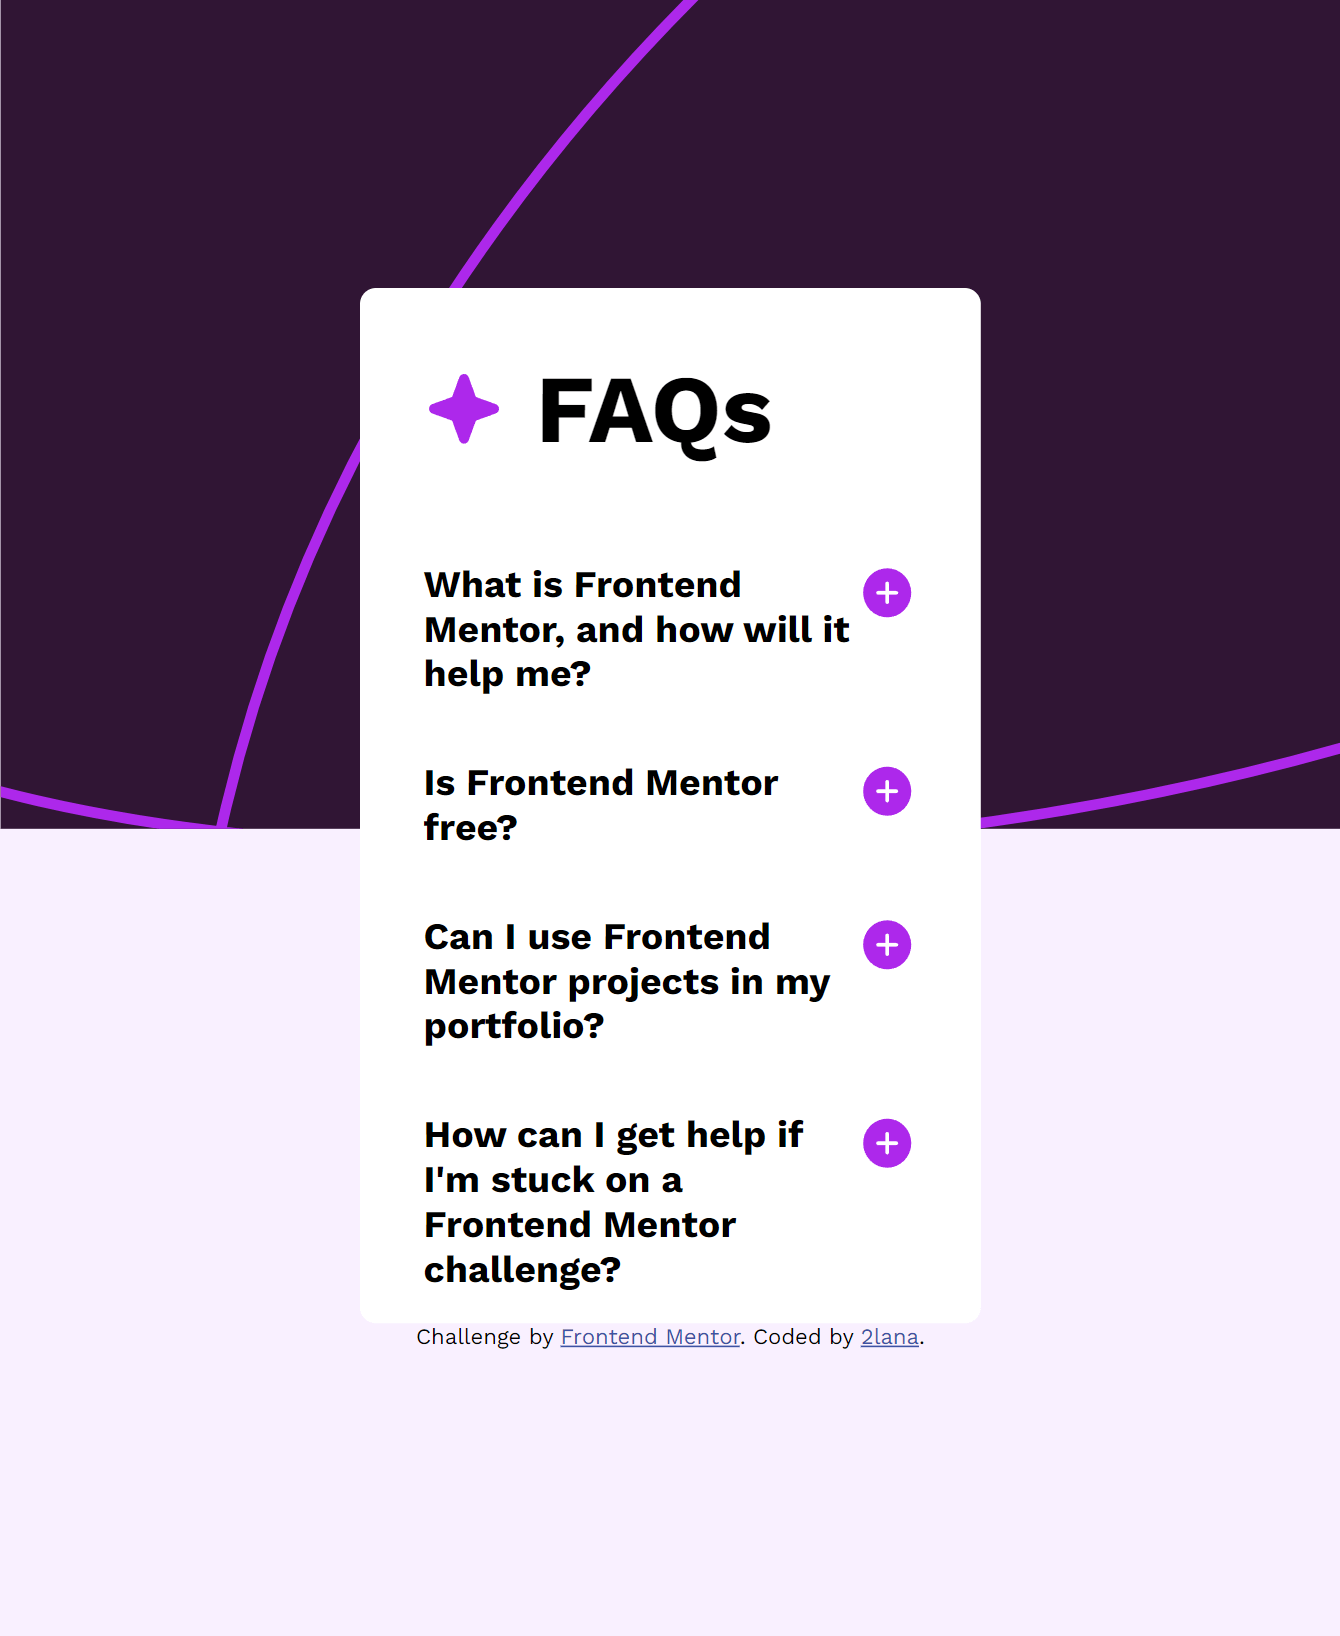 FAQs
What is Frontend
Mentor, and how will it
help me?
Is Frontend Mentor
free?
Can I use Frontend
Mentor projects in my
portfolio?
How can I get help if
I'm stuck on a
Frontend Mentor
challenge?
Challenge by Frontend Mentor. Coded by 2lana.